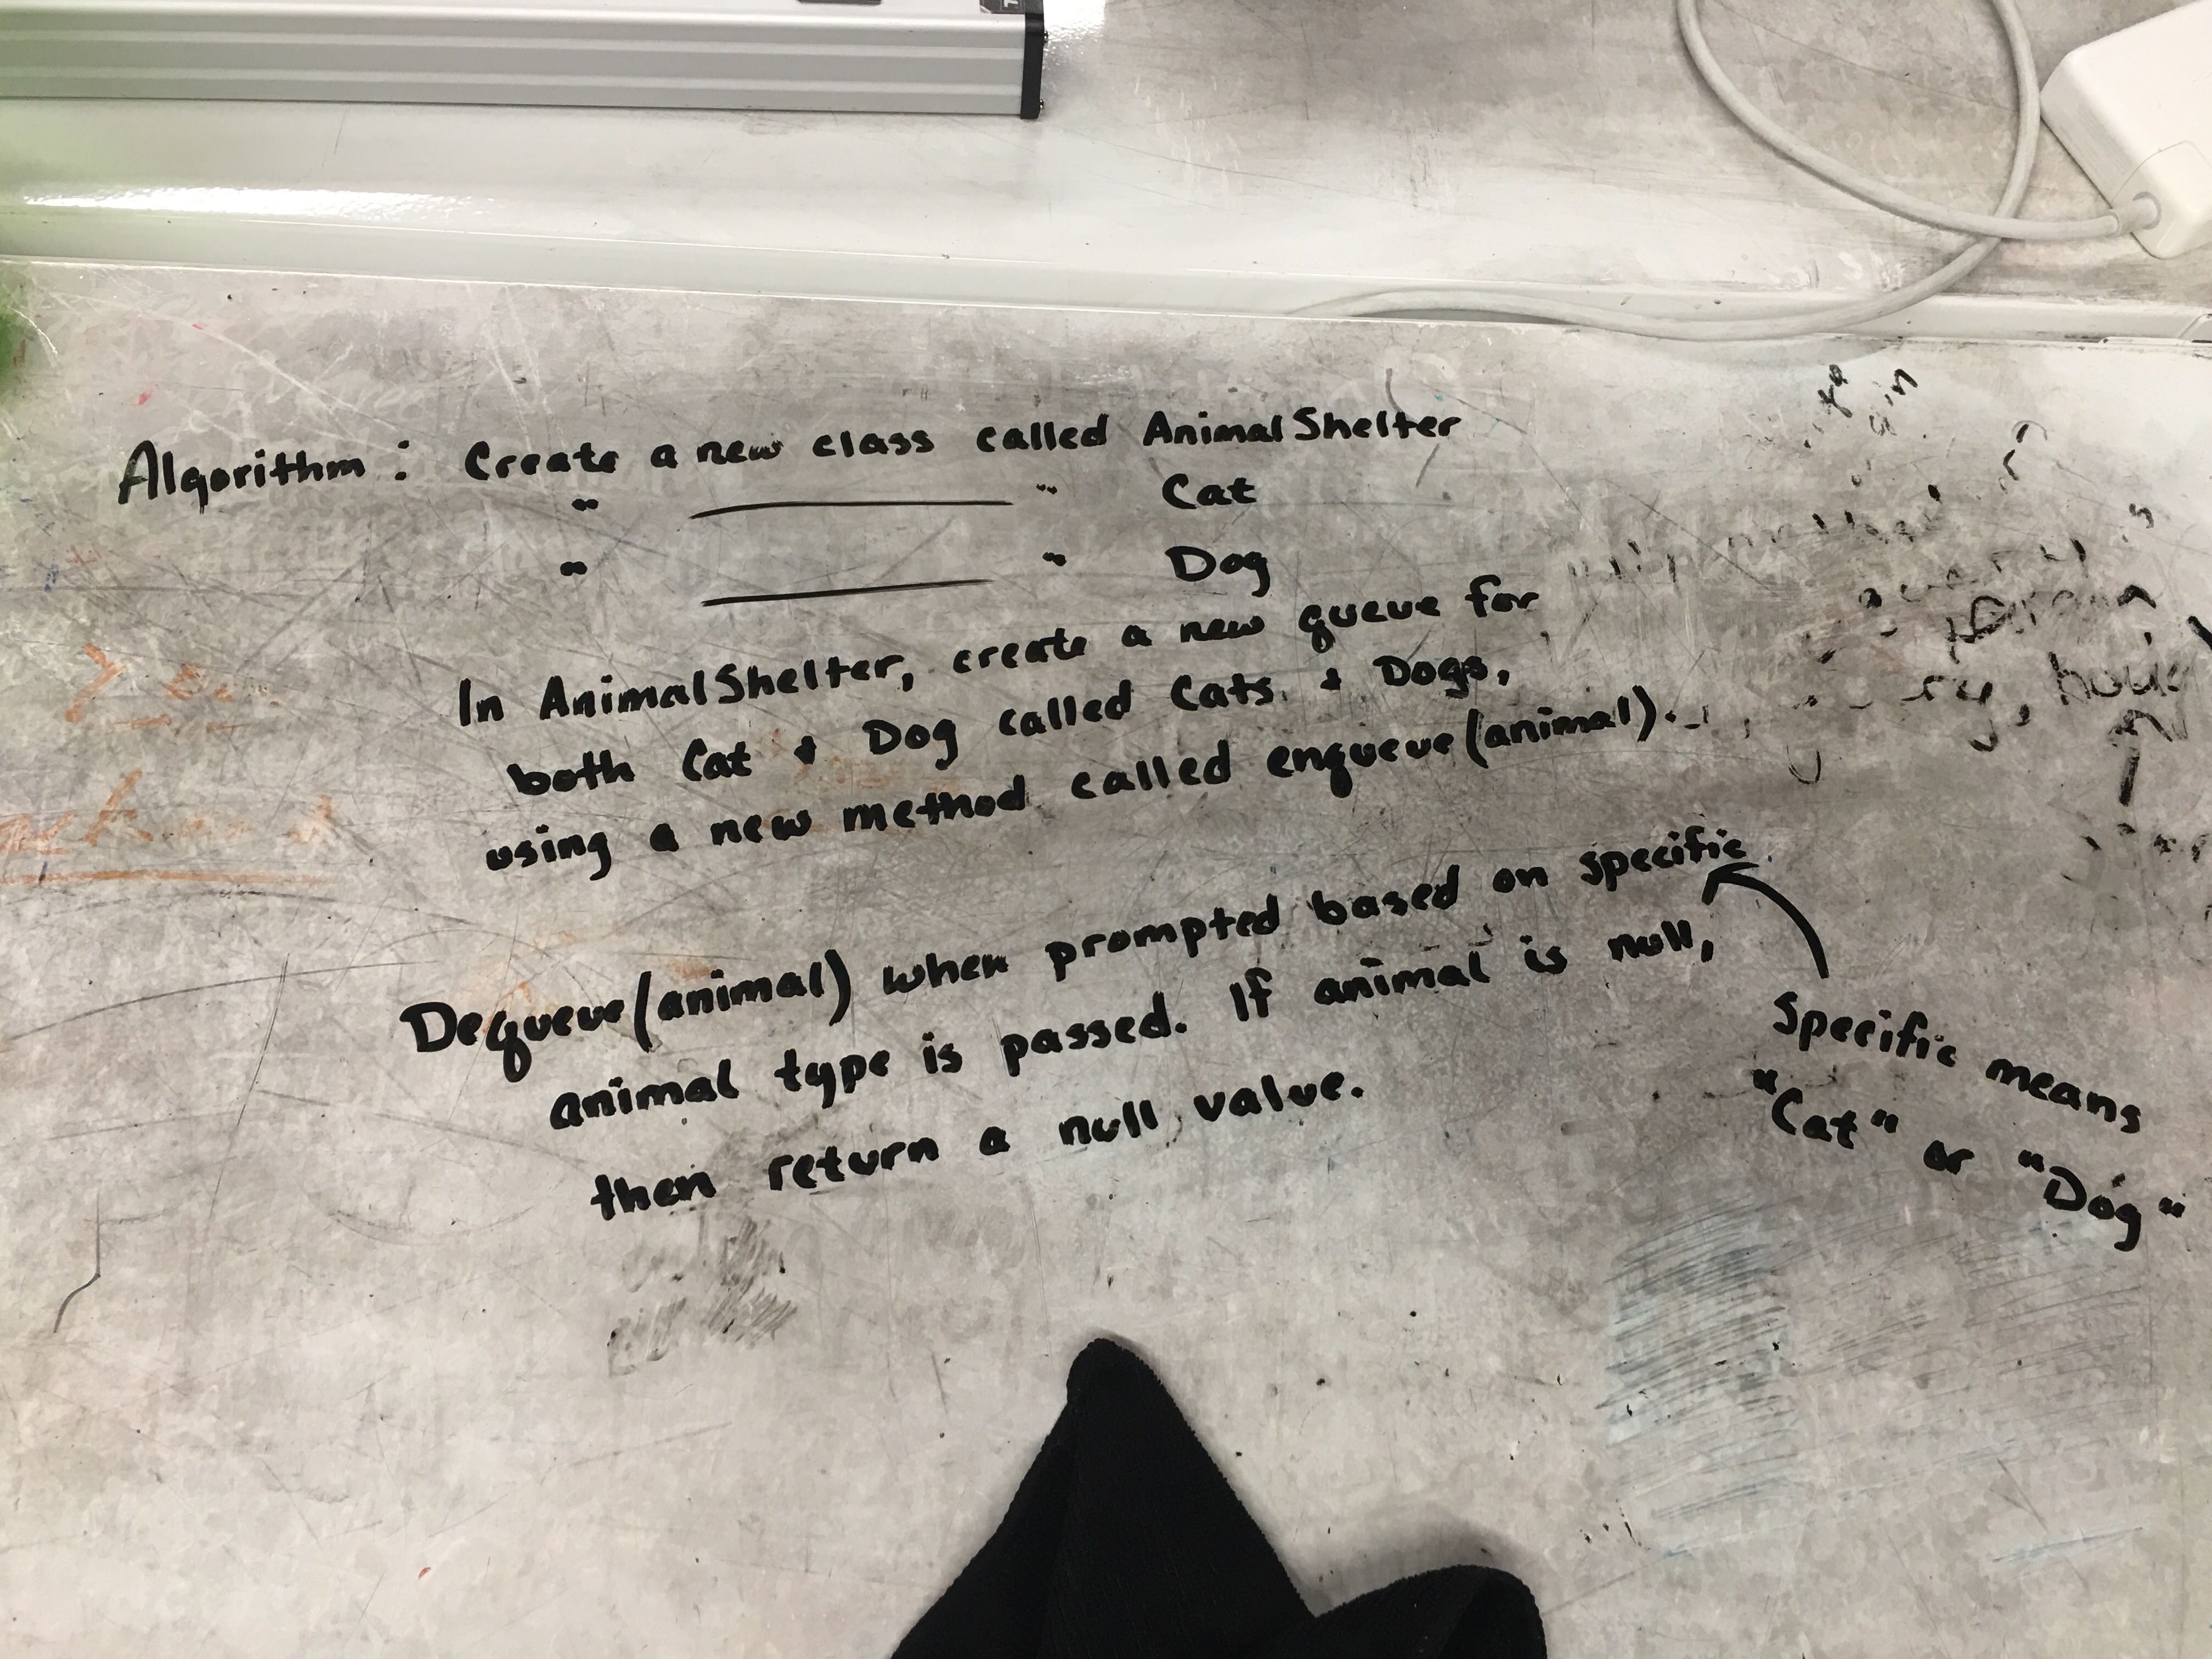 Algorithm: Create a new class called AnimalShelter
" ——— " Cat
" ——— " Dog
In AnimalShelter, create a new queue for
both Cat + Dog called Cats + Dogs,
using a new method called enqueue(animal).
Dequeue(animal) when prompted based on specific
animal type is passed. If animal is null,
then return a null value.
Specific means
"Cat" or "Dog"